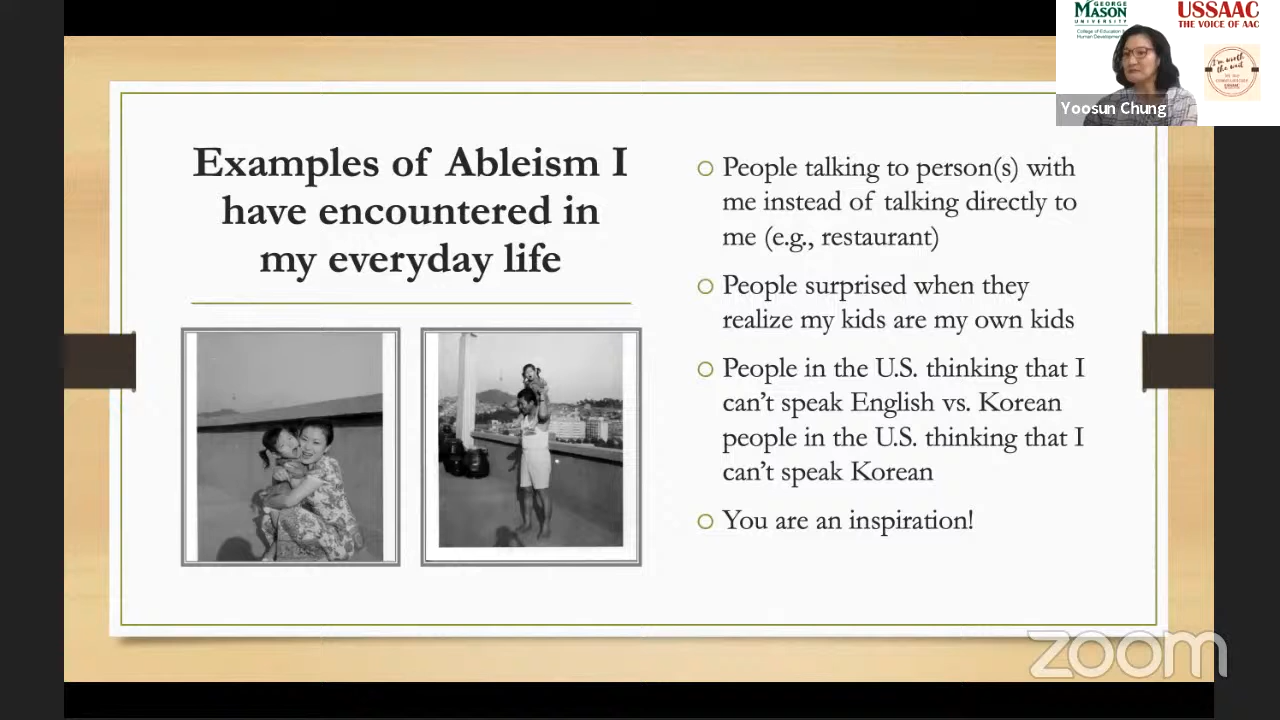 GEORGE
MASON
UNIVERSITY
College of Education &
Human Development
USSAAC
THE VOICE OF AAC
I'm worth
the wait
Yoosun Chung
Examples of Ableism I
have encountered in
my everyday life
People talking to person(s) with
me instead of talking directly to
me (e.g., restaurant)
People surprised when they
realize my kids are my own kids
People in the U.S. thinking that I
can't speak English vs. Korean
people in the U.S. thinking that I
can't speak Korean
You are an inspiration!
zoom